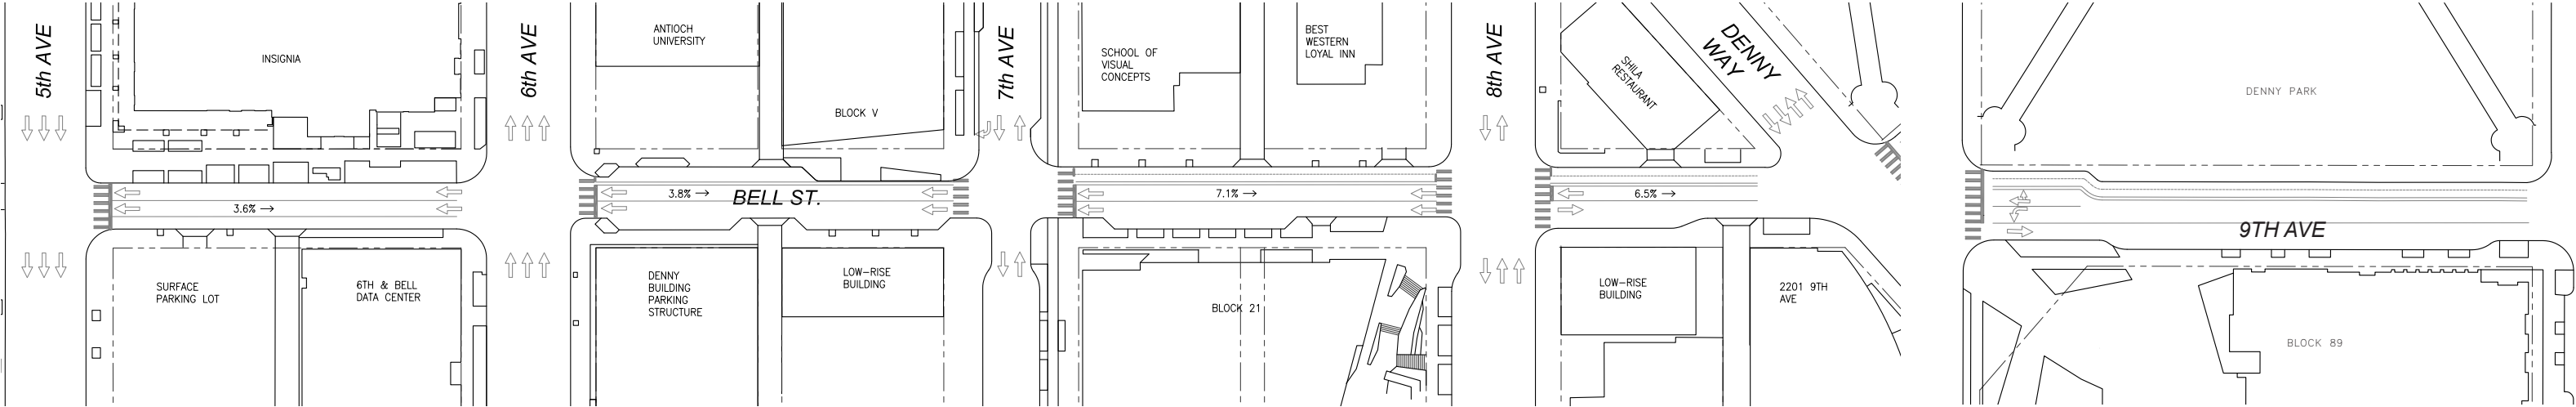 5th AVE
INSIGNIA
6th AVE
ANTIOCH
UNIVERSITY
BLOCK V
7th AVE
SCHOOL OF
VISUAL
CONCEPTS
BEST
WESTERN
LOYAL INN
8th AVE
SHILA
RESTAURANT
DENNY
WAY
DENNY PARK
3.6% →
3.8% →
BELL ST.
7.1% →
6.5% →
9TH AVE
SURFACE
PARKING LOT
6TH & BELL
DATA CENTER
DENNY
BUILDING
PARKING
STRUCTURE
LOW-RISE
BUILDING
BLOCK 21
LOW-RISE
BUILDING
2201 9TH
AVE
BLOCK 89